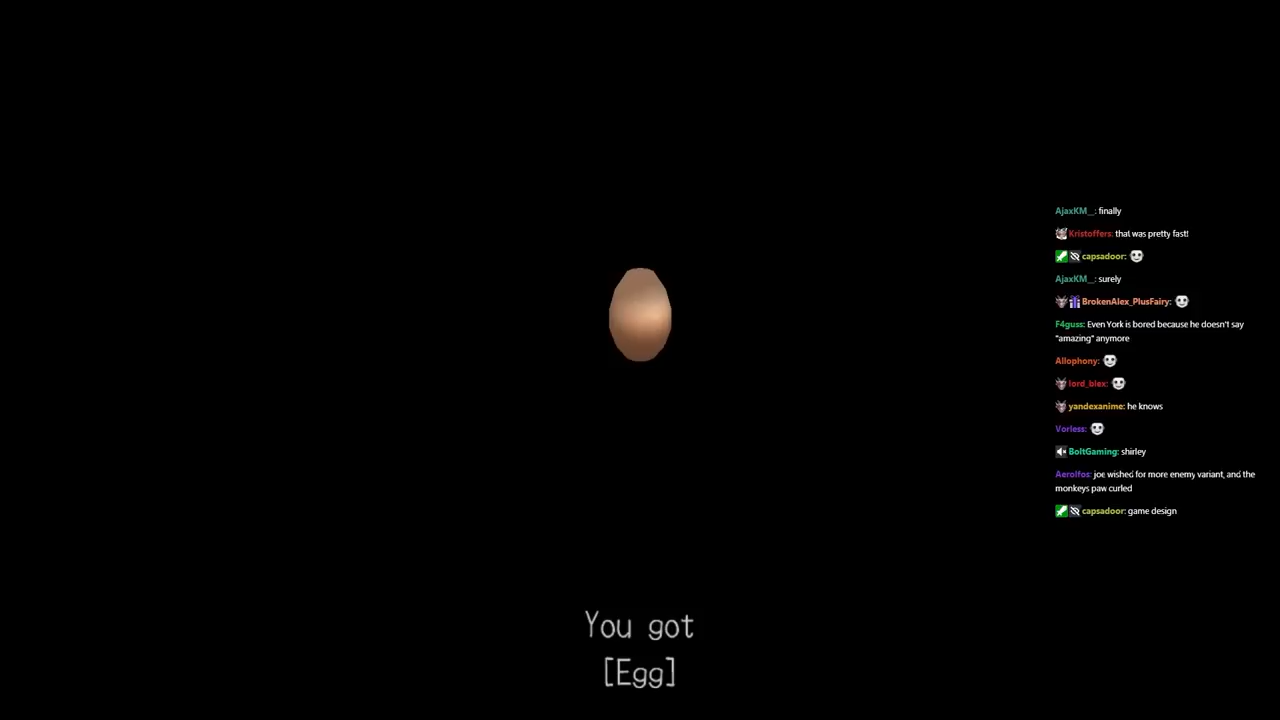 AjaxKM__: finally
Kristoffers: that was pretty fast!
capsadoor:
AjaxKM__: surely
BrokenAlex_PlusFairy:
F4guss: Even York is bored because he doesn't say
"amazing" anymore
Allophony:
lord_blex:
yandexanime: he knows
Vorless:
BoltGaming: shirley
Aerolfos: joe wished for more enemy variant, and the
monkeys paw curled
capsadoor: game design
You got
[Egg]